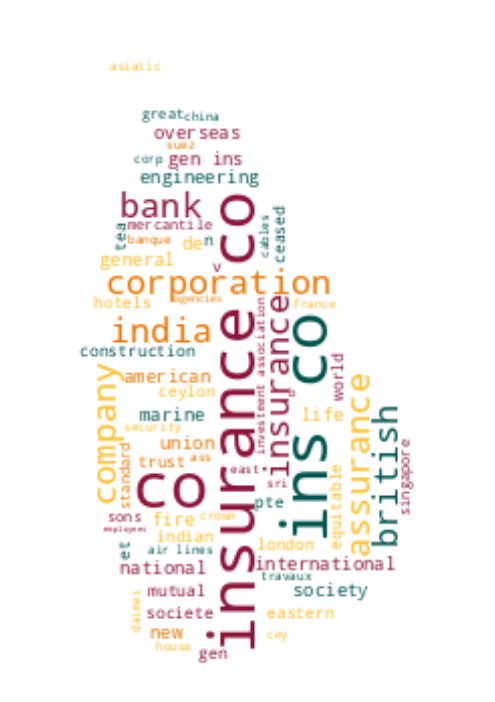 asiatic
great
china
overseas
suez
corp
gen ins
engineering
bank
insurance co
mercantile
tea
banque
de
n
cables
ceased
general
v
corporation
hotels
agencies
france
india
ins co
insurance
investment association
construction
world
company
american
ceylon
assurance
british
marine
life
security
union
singapore
standard
trust
ass
east
equitable
co
sri
pte
sons
fire
crown
employees
indian
et
air lines
london
national
international
travaux
mutual
society
daimei
societe
eastern
new
cey
house
gen